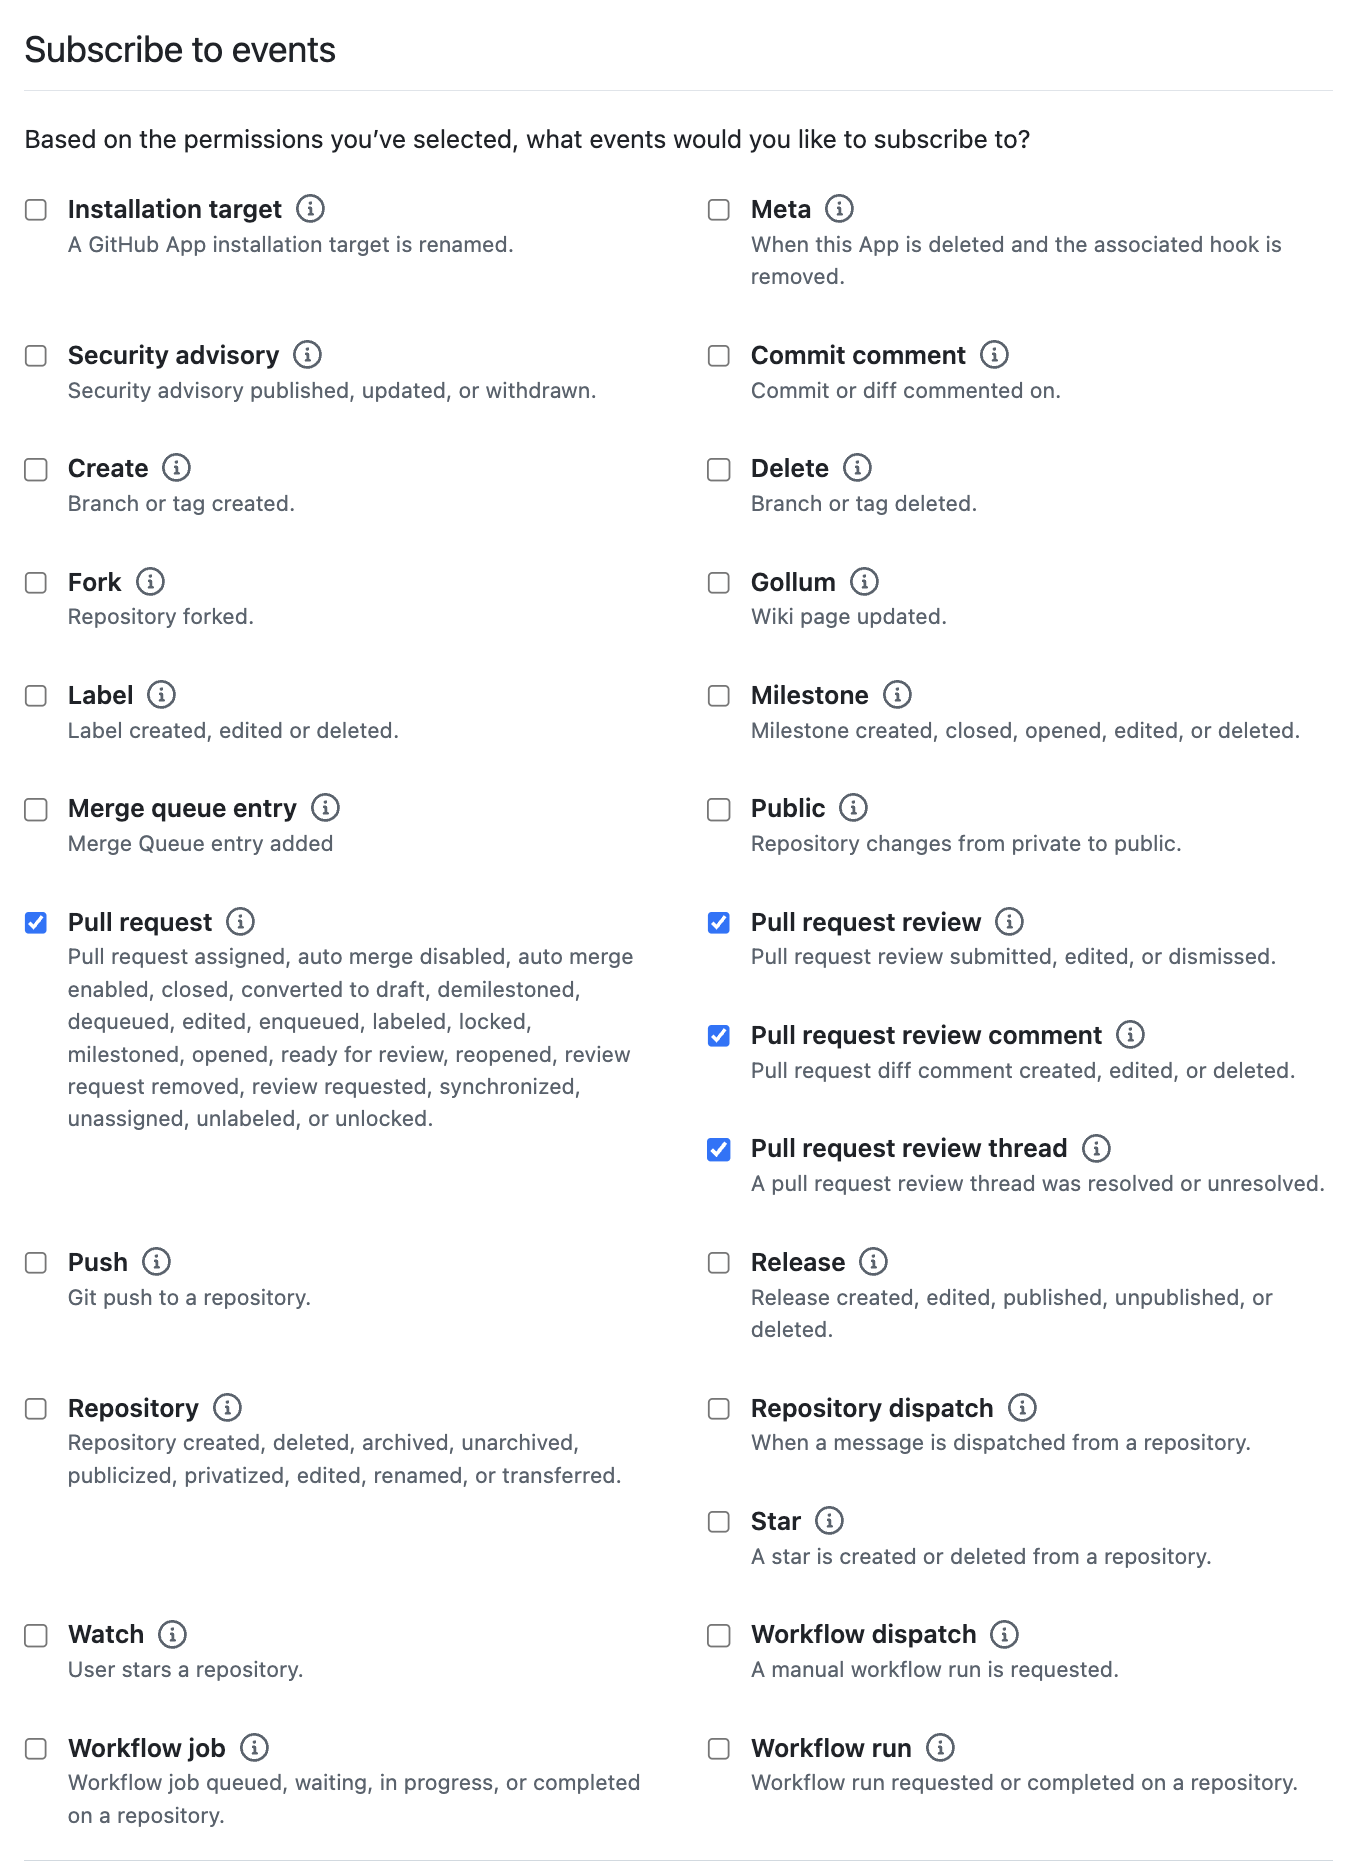 Subscribe to events
Based on the permissions you’ve selected, what events would you like to subscribe to?
Installation target
A GitHub App installation target is renamed.
Meta
When this App is deleted and the associated hook is
removed.
Security advisory
Security advisory published, updated, or withdrawn.
Commit comment
Commit or diff commented on.
Create
Branch or tag created.
Delete
Branch or tag deleted.
Fork
Repository forked.
Gollum
Wiki page updated.
Label
Label created, edited or deleted.
Milestone
Milestone created, closed, opened, edited, or deleted.
Merge queue entry
Merge Queue entry added
Public
Repository changes from private to public.
Pull request
Pull request assigned, auto merge disabled, auto merge
enabled, closed, converted to draft, demilestoned,
dequeued, edited, enqueued, labeled, locked,
milestoned, opened, ready for review, reopened, review
request removed, review requested, synchronized,
unassigned, unlabeled, or unlocked.
Pull request review
Pull request review submitted, edited, or dismissed.
Pull request review comment
Pull request diff comment created, edited, or deleted.
Pull request review thread
A pull request review thread was resolved or unresolved.
Push
Git push to a repository.
Release
Release created, edited, published, unpublished, or
deleted.
Repository
Repository created, deleted, archived, unarchived,
publicized, privatized, edited, renamed, or transferred.
Repository dispatch
When a message is dispatched from a repository.
Star
A star is created or deleted from a repository.
Watch
User stars a repository.
Workflow dispatch
A manual workflow run is requested.
Workflow job
Workflow job queued, waiting, in progress, or completed
on a repository.
Workflow run
Workflow run requested or completed on a repository.